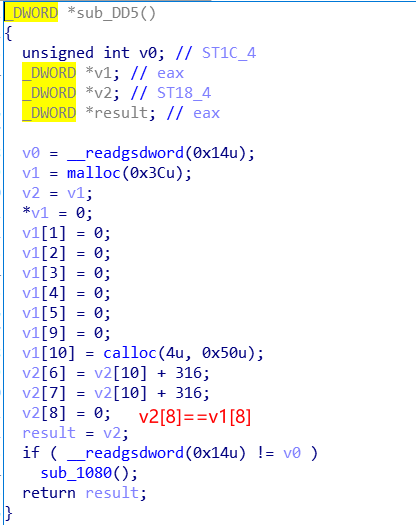 _DWORD *sub_DD5()
{
unsigned int v0; // ST1C_4
_DWORD *v1; // eax
_DWORD *v2; // ST18_4
_DWORD *result; // eax
v0 = __readgsdword(0x14u);
v1 = malloc(0x3Cu);
v2 = v1;
*v1 = 0;
v1[1] = 0;
v1[2] = 0;
v1[3] = 0;
v1[4] = 0;
v1[5] = 0;
v1[9] = 0;
v1[10] = calloc(4u, 0x50u);
v2[6] = v2[10] + 316;
v2[7] = v2[10] + 316;
v2[8] = 0; v2[8]==v1[8]
result = v2;
if ( __readgsdword(0x14u) != v0 )
sub_1080();
return result;
}